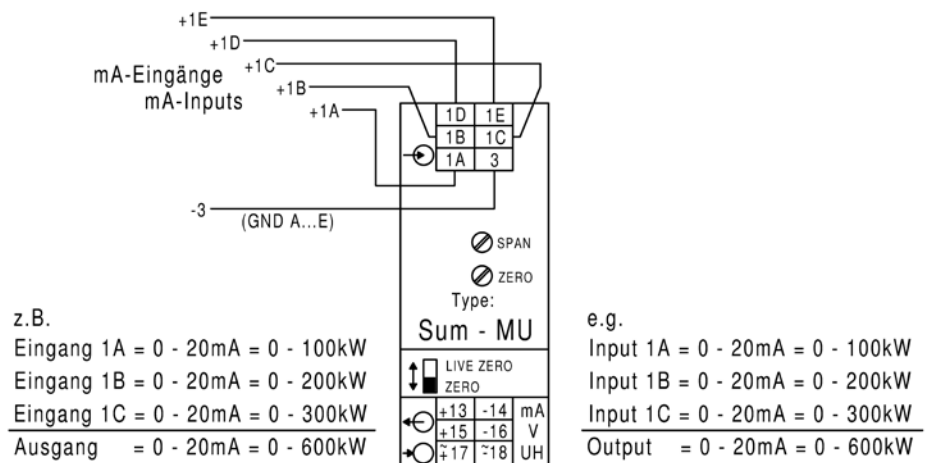 +1E
+1D
+1C
mA-Eingänge
+1B
mA-Inputs
+1A
1D 1E
1B 1C
1A 3
-3
(GND A...E)
SPAN
ZERO
Type:
Sum - MU
z.B.
Eingang 1A = 0 - 20mA = 0 - 100kW
Eingang 1B = 0 - 20mA = 0 - 200kW
Eingang 1C = 0 - 20mA = 0 - 300kW
Ausgang = 0 - 20mA = 0 - 600kW
LIVE ZERO
ZERO
+13 -14 mA
+15 -16 V
~+17 ~-18 UH
e.g.
Input 1A = 0 - 20mA = 0 - 100kW
Input 1B = 0 - 20mA = 0 - 200kW
Input 1C = 0 - 20mA = 0 - 300kW
Output = 0 - 20mA = 0 - 600kW